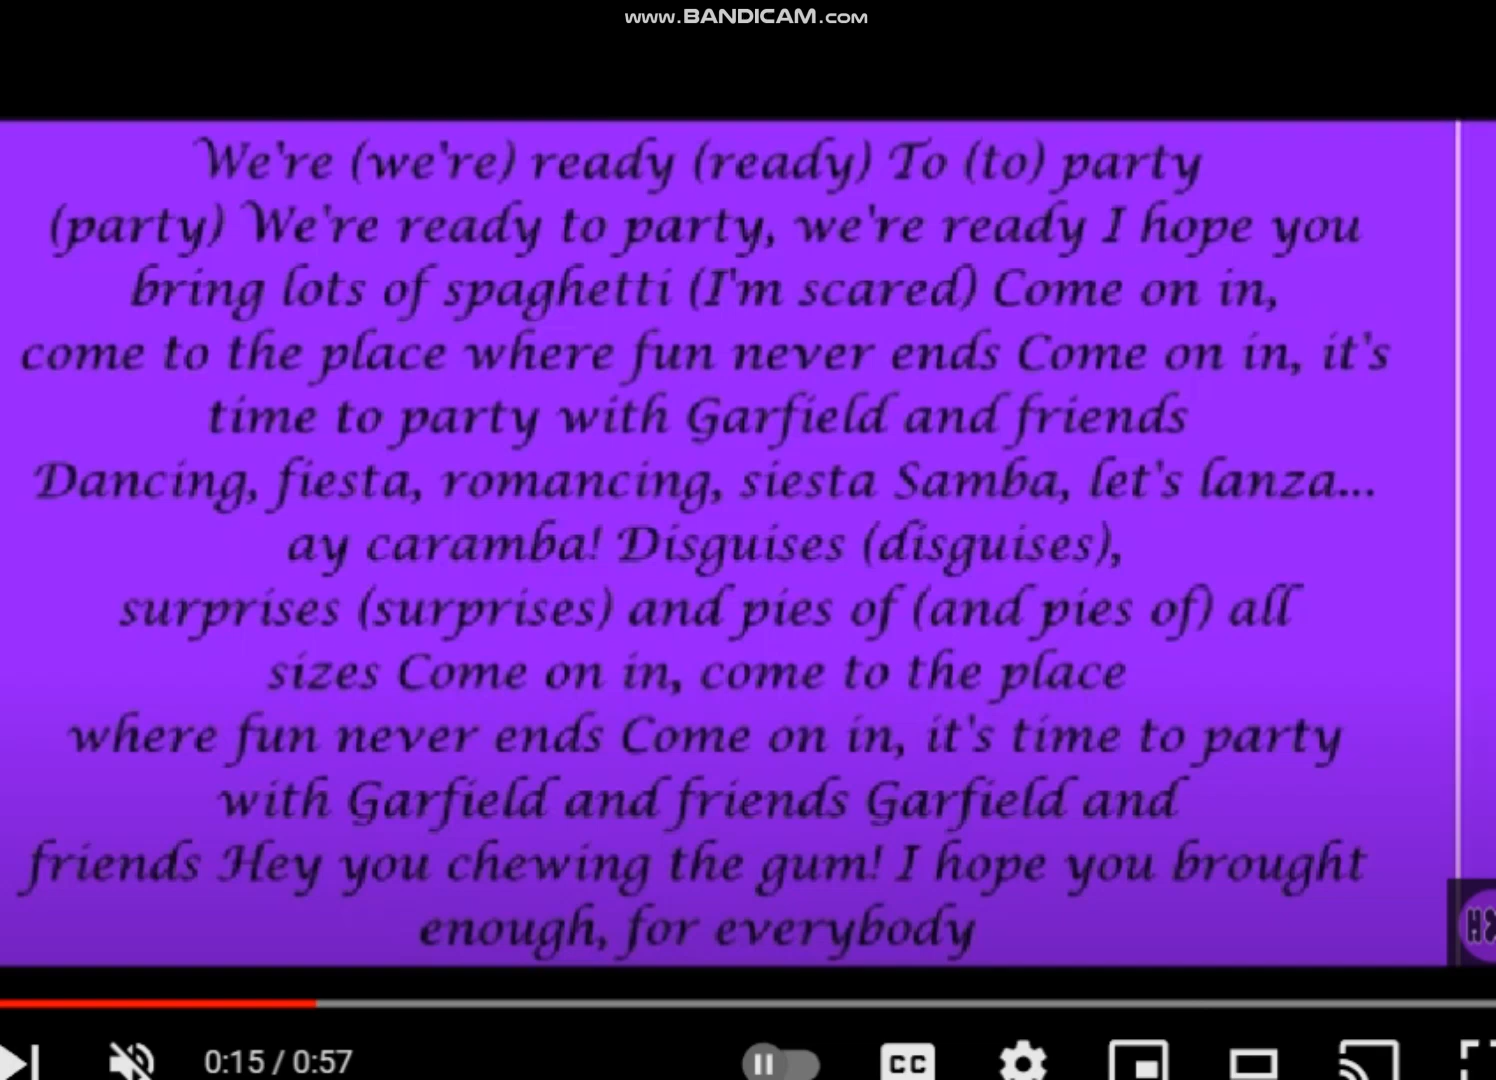 www.BANDICAM.com
We're (we're) ready (ready) To (to) party
(party) We're ready to party, we're ready I hope you
bring lots of spaghetti (I'm scared) Come on in,
come to the place where fun never ends Come on in, it's
time to party with Garfield and friends
Dancing, fiesta, romancing, siesta Samba, let's lanza...
ay caramba! Disguises (disguises),
surprises (surprises) and pies of (and pies of) all
sizes Come on in, come to the place
where fun never ends Come on in, it's time to party
with Garfield and friends Garfield and
friends Hey you chewing the gum! I hope you brought
enough, for everybody
0:15 / 0:57
CC